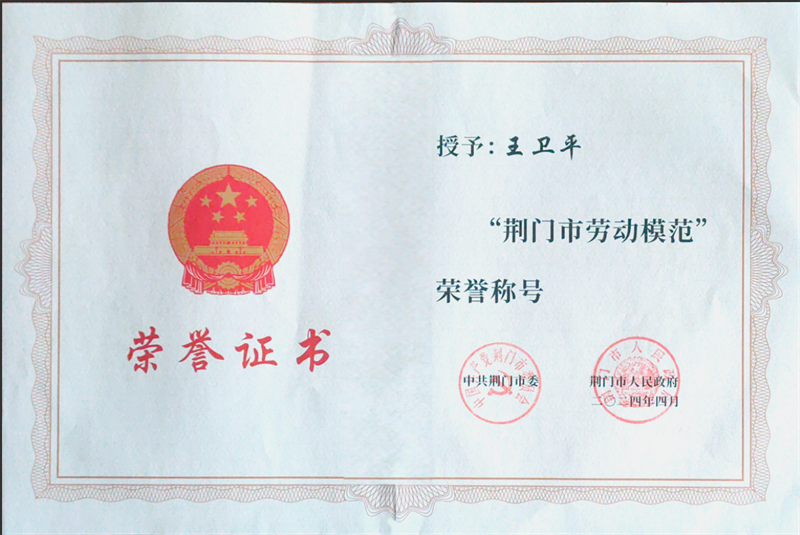 荣誉证书
授予：王卫平
“荆门市劳动模范”
荣誉称号
中共荆门市委
荆门市人民政府
二〇二四年四月